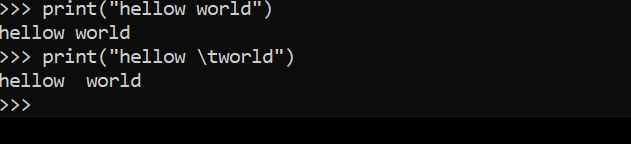 >>> print("hellow world")
hellow world
>>> print("hellow \tworld")
hellow  world
>>>